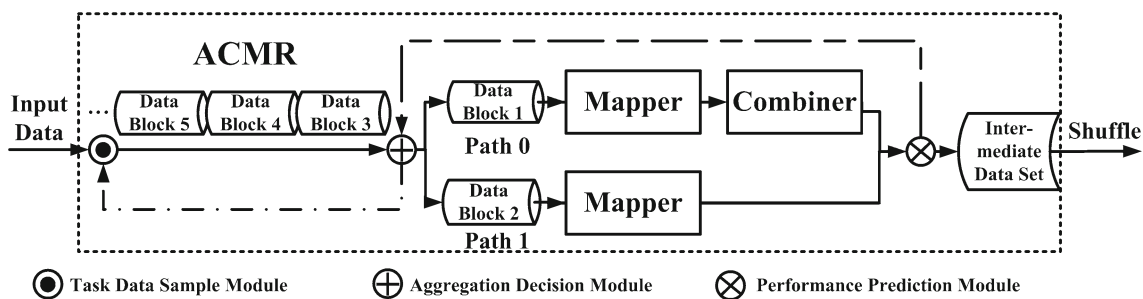 ACMR
Input
Data
...
Data
Block 5
Data
Block 4
Data
Block 3
Data
Block 1
Mapper
Combiner
Path 0
Data
Block 2
Mapper
Path 1
Inter-
mediate
Data Set
Shuffle
Task Data Sample Module
Aggregation Decision Module
Performance Prediction Module